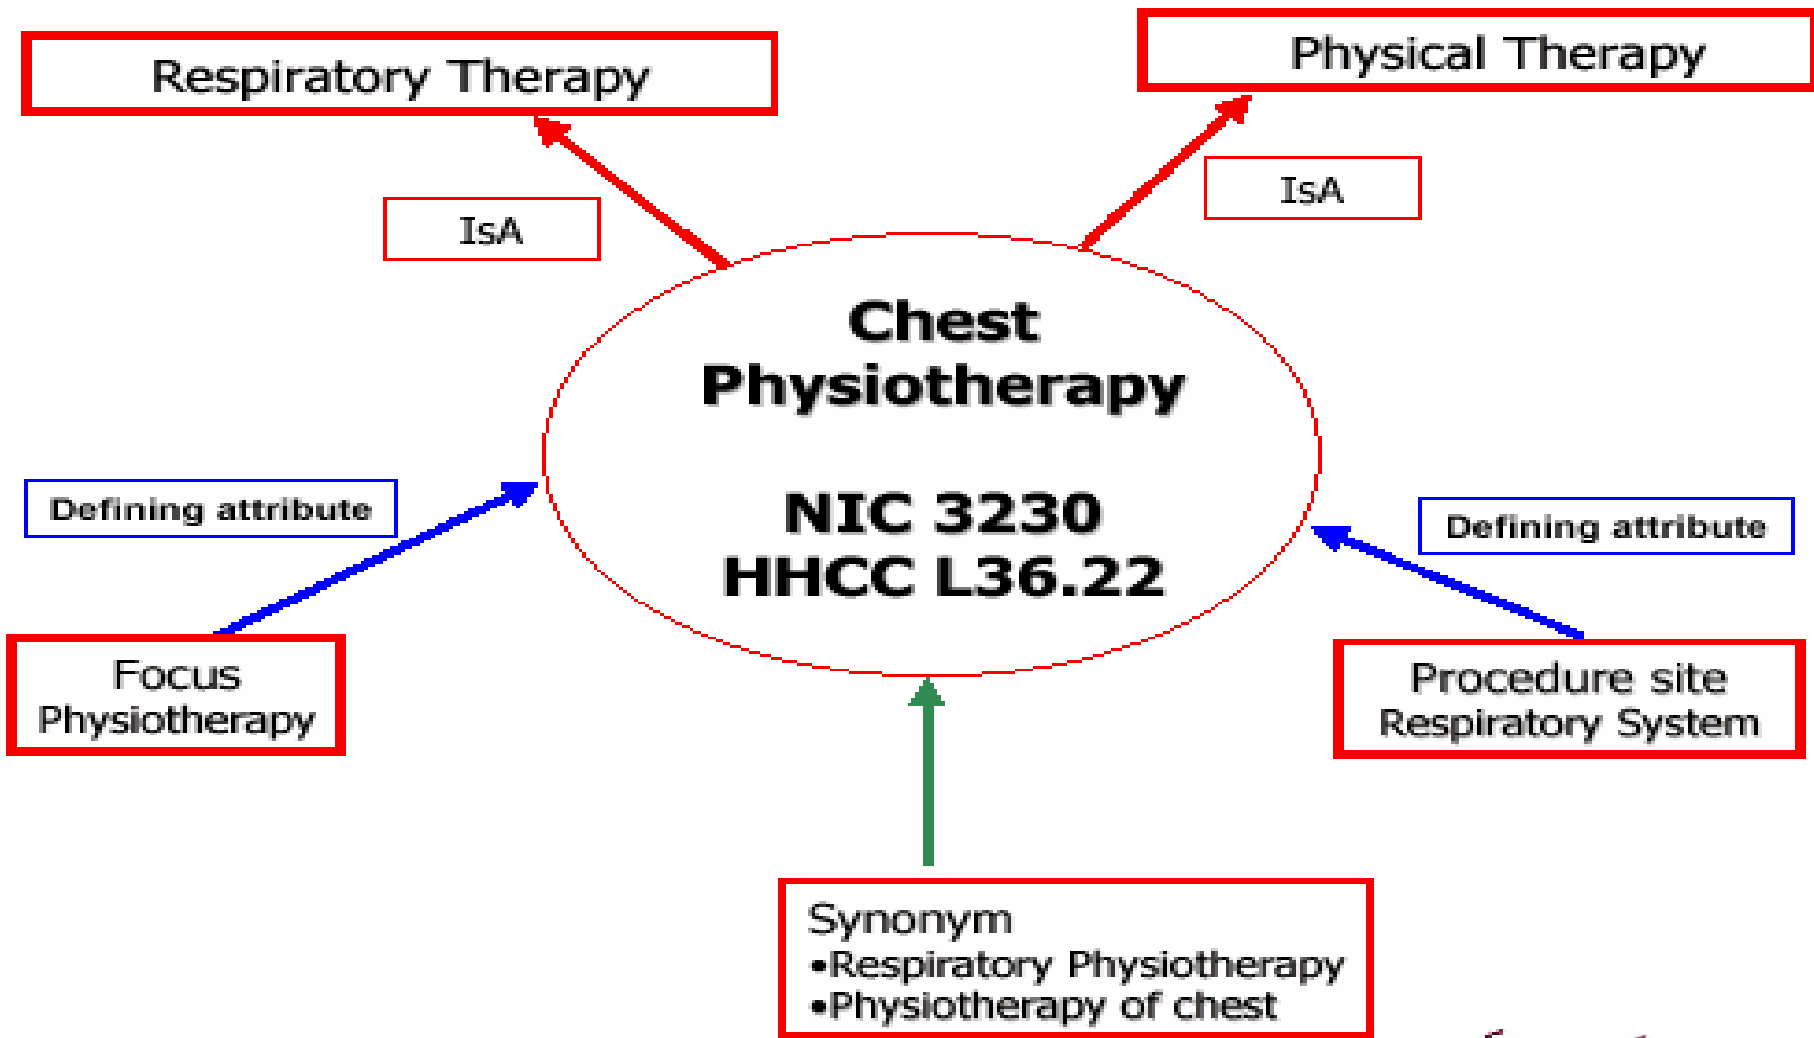 Respiratory Therapy
Physical Therapy
IsA
IsA
Chest
Physiotherapy
NIC 3230
HHCC L36.22
Defining attribute
Defining attribute
Focus
Physiotherapy
Procedure site
Respiratory System
Synonym
•Respiratory Physiotherapy
•Physiotherapy of chest